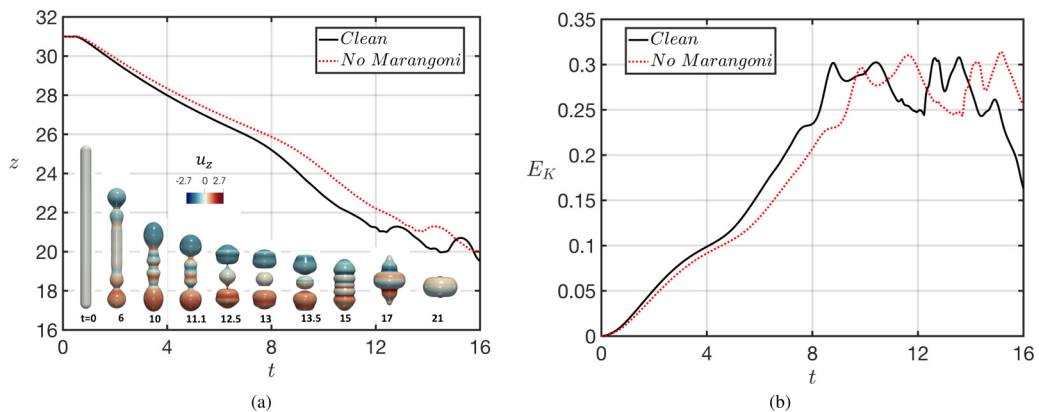 (a)
32
30
28
26
24
22
20
18
16
z
Clean
No Marangoni
u_z
-2.7 0 2.7
t=0 6 10 11.1 12.5 13 13.5 15 17 21
0 4 8 12 16
t
(b)
0.35
0.3
0.25
0.2
0.15
0.1
0.05
0
E_K
Clean
No Marangoni
0 4 8 12 16
t
(a)
(b)